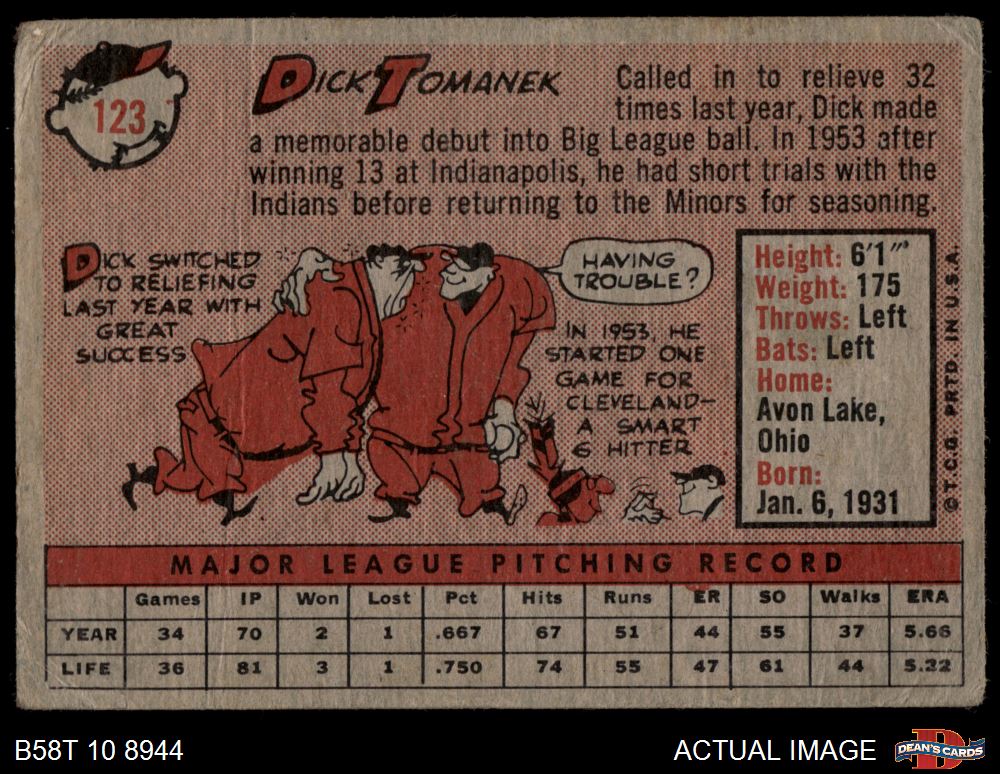 123
DICK TOMANEK
Called in to relieve 32
times last year, Dick made
a memorable debut into Big League ball. In 1953 after
winning 13 at Indianapolis, he had short trials with the
Indians before returning to the Minors for seasoning.
DICK SWITCHED
TO RELIEFING
LAST YEAR WITH
GREAT
SUCCESS
HAVING
TROUBLE?
IN 1953, HE
STARTED ONE
GAME FOR
CLEVELAND-
A SMART
6 HITTER
Height: 6'1"
Weight: 175
Throws: Left
Bats: Left
Home:
Avon Lake,
Ohio
Born:
Jan. 6, 1931
© T.C.G. PRTD. IN U.S.A.
MAJOR LEAGUE PITCHING RECORD
Games IP Won Lost Pct Hits Runs ER SO Walks ERA
YEAR 34 70 2 1 .667 67 51 44 55 37 5.66
LIFE 36 81 3 1 .750 74 55 47 61 44 5.22
B58T 10 8944
ACTUAL IMAGE
DEAN'S CARDS